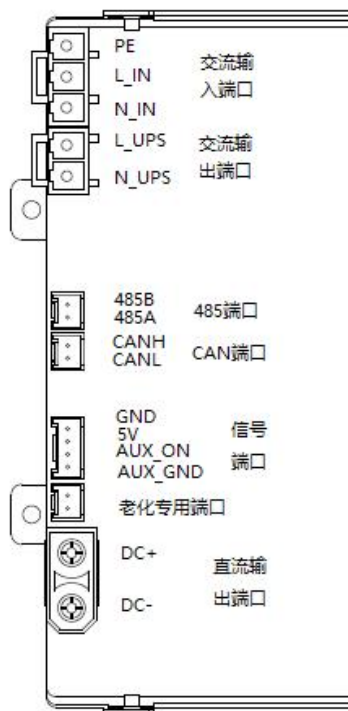 PE
L_IN
N_IN
交流输
入端口
L_UPS
N_UPS
交流输
出端口
485B
485A
485端口
CANH
CANL
CAN端口
GND
5V
AUX_ON
AUX_GND
信号
端口
老化专用端口
DC+
DC-
直流输
出端口